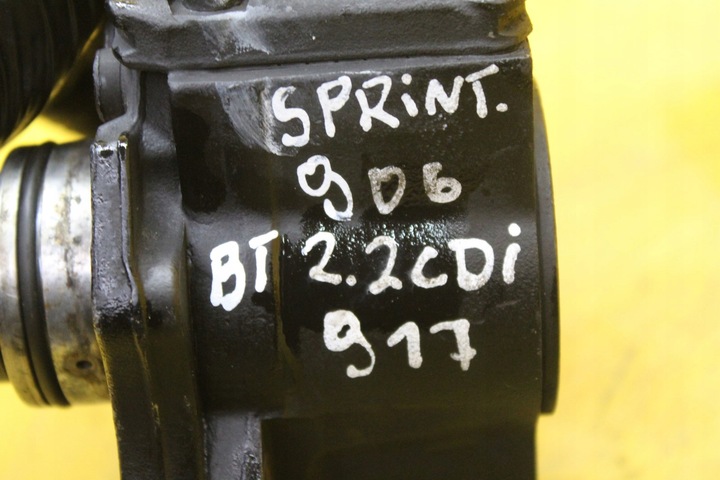 SPRiNT.
906
BT 2.2CDi
917